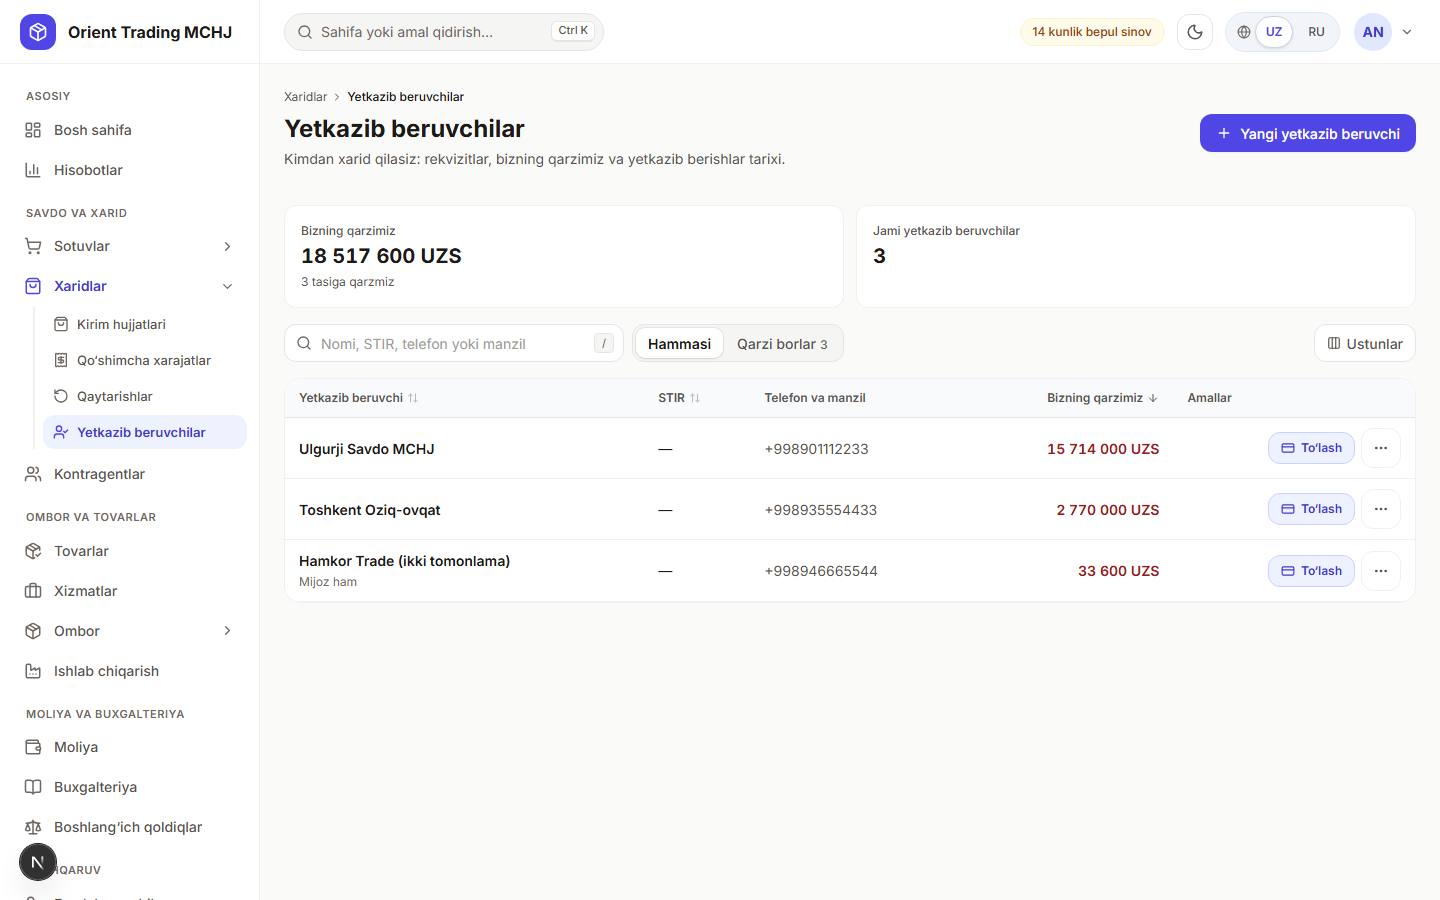 Orient Trading MCHJ
Sahifa yoki amal qidirish...
Ctrl K
14 kunlik bepul sinov
UZ
RU
AN
ASOSIY
Bosh sahifa
Hisobotlar
SAVDO VA XARID
Sotuvlar
Xaridlar
Kirim hujjatlari
Qo‘shimcha xarajatlar
Qaytarishlar
Yetkazib beruvchilar
Kontragentlar
OMBOR VA TOVARLAR
Tovarlar
Xizmatlar
Ombor
Ishlab chiqarish
MOLIYA VA BUXGALTERIYA
Moliya
Buxgalteriya
Boshlang‘ich qoldiqlar
N
Xaridlar > Yetkazib beruvchilar
Yetkazib beruvchilar
Kimdan xarid qilasiz: rekvizitlar, bizning qarzimiz va yetkazib berishlar tarixi.
+ Yangi yetkazib beruvchi
Bizning qarzimiz
18 517 600 UZS
3 tasiga qarzmiz
Jami yetkazib beruvchilar
3
Nomi, STIR, telefon yoki manzil
/
Hammasi
Qarzi borlar 3
Ustunlar
Yetkazib beruvchi STIR Telefon va manzil Bizning qarzimiz Amallar
Ulgurji Savdo MCHJ — +998901112233 15 714 000 UZS To‘lash
Toshkent Oziq-ovqat — +998935554433 2 770 000 UZS To‘lash
Hamkor Trade (ikki tomonlama) — +998946665544 33 600 UZS To‘lash
Mijoz ham